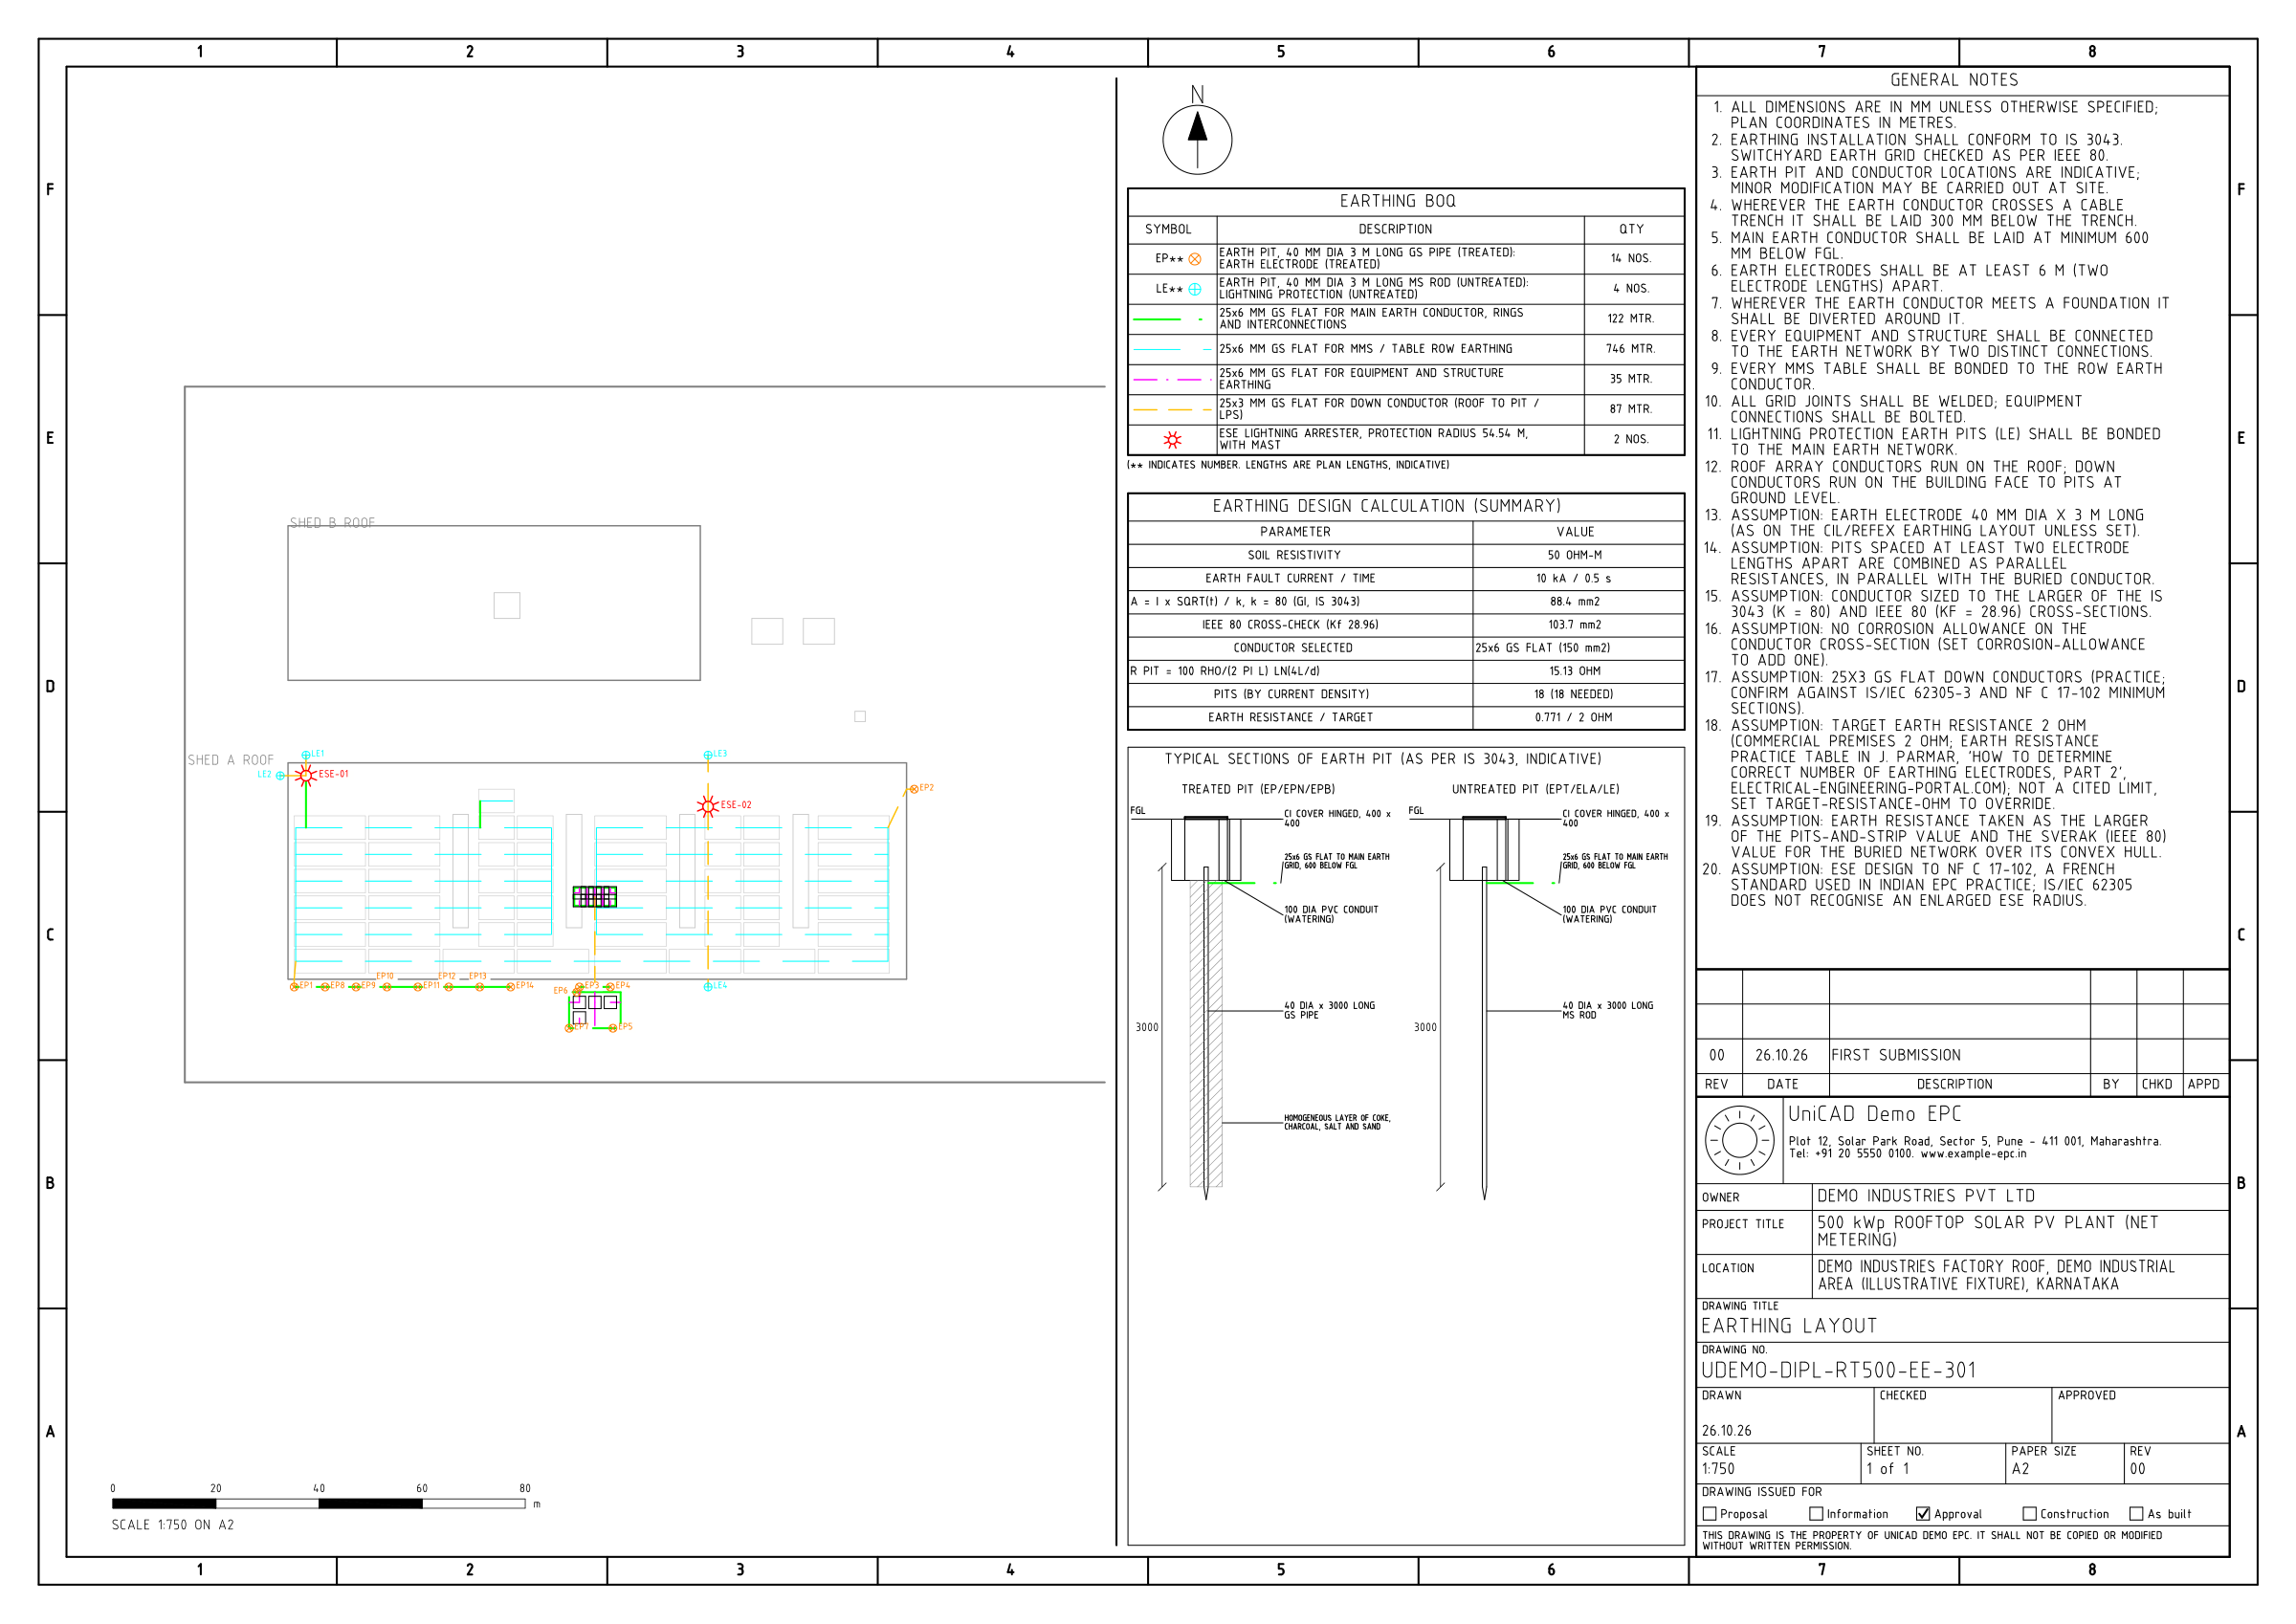 1 2 3 4 5 6 7 8
F
E
D
C
B
A
N
SHED B ROOF
SHED A ROOF
LE1
LE2
ESE-01
LE3
ESE-02
EP2
EP1
EP8
EP9
EP10
EP11
EP12
EP13
EP14
EP6
EP3
EP4
LE4
EP7
EP5
0 20 40 60 80 m
SCALE 1:750 ON A2
EARTHING BOQ
SYMBOL DESCRIPTION QTY
EP** EARTH PIT, 40 MM DIA 3 M LONG GS PIPE (TREATED): 14 NOS.
EARTH ELECTRODE (TREATED)
LE** EARTH PIT, 40 MM DIA 3 M LONG MS ROD (UNTREATED): 4 NOS.
LIGHTNING PROTECTION (UNTREATED)
25x6 MM GS FLAT FOR MAIN EARTH CONDUCTOR, RINGS 122 MTR.
AND INTERCONNECTIONS
25x6 MM GS FLAT FOR MMS / TABLE ROW EARTHING 746 MTR.
25x6 MM GS FLAT FOR EQUIPMENT AND STRUCTURE 35 MTR.
EARTHING
25x3 MM GS FLAT FOR DOWN CONDUCTOR (ROOF TO PIT / 87 MTR.
LPS)
ESE LIGHTNING ARRESTER, PROTECTION RADIUS 54.54 M, 2 NOS.
WITH MAST
(** INDICATES NUMBER. LENGTHS ARE PLAN LENGTHS, INDICATIVE)
EARTHING DESIGN CALCULATION (SUMMARY)
PARAMETER VALUE
SOIL RESISTIVITY 50 OHM-M
EARTH FAULT CURRENT / TIME 10 kA / 0.5 s
A = I x SQRT(t) / k, k = 80 (GI, IS 3043) 88.4 mm2
IEEE 80 CROSS-CHECK (Kf 28.96) 103.7 mm2
CONDUCTOR SELECTED 25x6 GS FLAT (150 mm2)
R PIT = 100 RHO/(2 PI L) LN(4L/d) 15.13 OHM
PITS (BY CURRENT DENSITY) 18 (18 NEEDED)
EARTH RESISTANCE / TARGET 0.771 / 2 OHM
TYPICAL SECTIONS OF EARTH PIT (AS PER IS 3043, INDICATIVE)
TREATED PIT (EP/EPN/EPB)
FGL
CI COVER HINGED, 400 x
400
25x6 GS FLAT TO MAIN EARTH
GRID, 600 BELOW FGL
100 DIA PVC CONDUIT
(WATERING)
40 DIA x 3000 LONG
GS PIPE
3000
HOMOGENEOUS LAYER OF COKE,
CHARCOAL, SALT AND SAND
UNTREATED PIT (EPT/ELA/LE)
FGL
CI COVER HINGED, 400 x
400
25x6 GS FLAT TO MAIN EARTH
GRID, 600 BELOW FGL
100 DIA PVC CONDUIT
(WATERING)
40 DIA x 3000 LONG
MS ROD
3000
GENERAL NOTES
1. ALL DIMENSIONS ARE IN MM UNLESS OTHERWISE SPECIFIED;
PLAN COORDINATES IN METRES.
2. EARTHING INSTALLATION SHALL CONFORM TO IS 3043.
SWITCHYARD EARTH GRID CHECKED AS PER IEEE 80.
3. EARTH PIT AND CONDUCTOR LOCATIONS ARE INDICATIVE;
MINOR MODIFICATION MAY BE CARRIED OUT AT SITE.
4. WHEREVER THE EARTH CONDUCTOR CROSSES A CABLE
TRENCH IT SHALL BE LAID 300 MM BELOW THE TRENCH.
5. MAIN EARTH CONDUCTOR SHALL BE LAID AT MINIMUM 600
MM BELOW FGL.
6. EARTH ELECTRODES SHALL BE AT LEAST 6 M (TWO
ELECTRODE LENGTHS) APART.
7. WHEREVER THE EARTH CONDUCTOR MEETS A FOUNDATION IT
SHALL BE DIVERTED AROUND IT.
8. EVERY EQUIPMENT AND STRUCTURE SHALL BE CONNECTED
TO THE EARTH NETWORK BY TWO DISTINCT CONNECTIONS.
9. EVERY MMS TABLE SHALL BE BONDED TO THE ROW EARTH
CONDUCTOR.
10. ALL GRID JOINTS SHALL BE WELDED; EQUIPMENT
CONNECTIONS SHALL BE BOLTED.
11. LIGHTNING PROTECTION EARTH PITS (LE) SHALL BE BONDED
TO THE MAIN EARTH NETWORK.
12. ROOF ARRAY CONDUCTORS RUN ON THE ROOF; DOWN
CONDUCTORS RUN ON THE BUILDING FACE TO PITS AT
GROUND LEVEL.
13. ASSUMPTION: EARTH ELECTRODE 40 MM DIA X 3 M LONG
(AS ON THE CIL/REFEX EARTHING LAYOUT UNLESS SET).
14. ASSUMPTION: PITS SPACED AT LEAST TWO ELECTRODE
LENGTHS APART ARE COMBINED AS PARALLEL
RESISTANCES, IN PARALLEL WITH THE BURIED CONDUCTOR.
15. ASSUMPTION: CONDUCTOR SIZED TO THE LARGER OF THE IS
3043 (K = 80) AND IEEE 80 (KF = 28.96) CROSS-SECTIONS.
16. ASSUMPTION: NO CORROSION ALLOWANCE ON THE
CONDUCTOR CROSS-SECTION (SET CORROSION-ALLOWANCE
TO ADD ONE).
17. ASSUMPTION: 25X3 GS FLAT DOWN CONDUCTORS (PRACTICE;
CONFIRM AGAINST IS/IEC 62305-3 AND NF C 17-102 MINIMUM
SECTIONS).
18. ASSUMPTION: TARGET EARTH RESISTANCE 2 OHM
(COMMERCIAL PREMISES 2 OHM; EARTH RESISTANCE
PRACTICE TABLE IN J. PARMAR, 'HOW TO DETERMINE
CORRECT NUMBER OF EARTHING ELECTRODES, PART 2',
ELECTRICAL-ENGINEERING-PORTAL.COM); NOT A CITED LIMIT,
SET TARGET-RESISTANCE-OHM TO OVERRIDE.
19. ASSUMPTION: EARTH RESISTANCE TAKEN AS THE LARGER
OF THE PITS-AND-STRIP VALUE AND THE SVERAK (IEEE 80)
VALUE FOR THE BURIED NETWORK OVER ITS CONVEX HULL.
20. ASSUMPTION: ESE DESIGN TO NF C 17-102, A FRENCH
STANDARD USED IN INDIAN EPC PRACTICE; IS/IEC 62305
DOES NOT RECOGNISE AN ENLARGED ESE RADIUS.
00 26.10.26 FIRST SUBMISSION
REV DATE DESCRIPTION BY CHKD APPD
UniCAD Demo EPC
Plot 12, Solar Park Road, Sector 5, Pune - 411 001, Maharashtra.
Tel: +91 20 5550 0100. www.example-epc.in
OWNER DEMO INDUSTRIES PVT LTD
PROJECT TITLE 500 kWp ROOFTOP SOLAR PV PLANT (NET
METERING)
LOCATION DEMO INDUSTRIES FACTORY ROOF, DEMO INDUSTRIAL
AREA (ILLUSTRATIVE FIXTURE), KARNATAKA
DRAWING TITLE
EARTHING LAYOUT
DRAWING NO.
UDEMO-DIPL-RT500-EE-301
DRAWN CHECKED APPROVED
26.10.26
SCALE SHEET NO. PAPER SIZE REV
1:750 1 of 1 A2 00
DRAWING ISSUED FOR
Proposal Information Approval Construction As built
THIS DRAWING IS THE PROPERTY OF UNICAD DEMO EPC. IT SHALL NOT BE COPIED OR MODIFIED
WITHOUT WRITTEN PERMISSION.
F
E
D
C
B
A
1 2 3 4 5 6 7 8